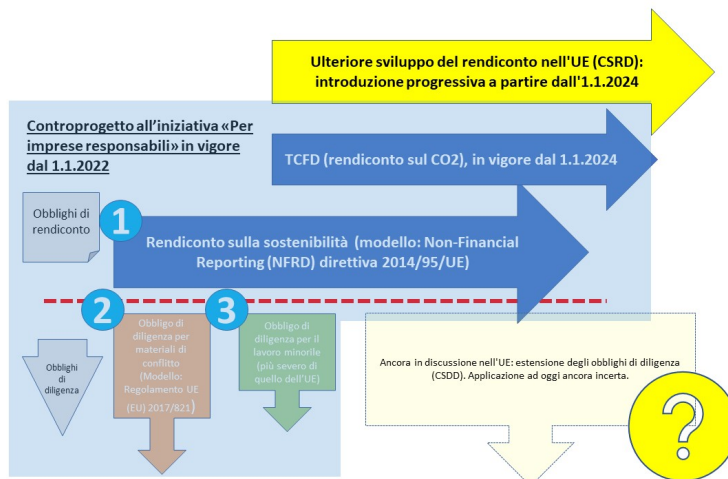 Ulteriore sviluppo del rendiconto nell'UE (CSRD):
introduzione progressiva a partire dall'1.1.2024
Controprogetto all'iniziativa «Per
imprese responsabili» in vigore
dal 1.1.2022
TCFD (rendiconto sul CO2), in vigore dal 1.1.2024
Obblighi di
rendiconto
1
Rendiconto sulla sostenibilità (modello: Non-Financial
Reporting (NFRD) direttiva 2014/95/UE)
2
3
Obblighi
di
diligenza
Obbligo di
diligenza per
materiali di
conflitto
(Modello:
Regolamento UE
(EU) 2017/821)
Obbligo di
diligenza per il
lavoro minorile
(più severo di
quello dell'UE)
Ancora in discussione nell'UE: estensione degli obblighi di diligenza
(CSDD). Applicazione ad oggi ancora incerta.
?